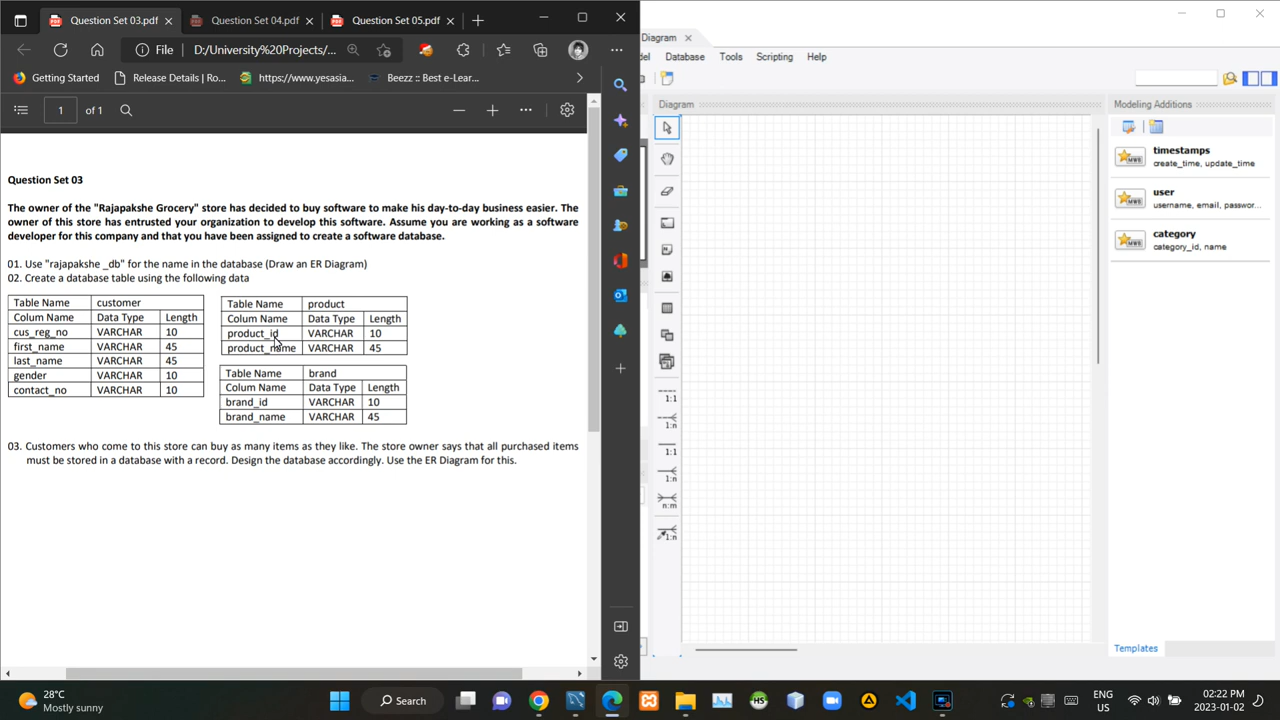 Question Set 03.pdf
Question Set 04.pdf
Question Set 05.pdf
File
D:/University%20Projects/...
Getting Started
Release Details | Ro...
https://www.yesasia...
Beezz :: Best e-Lear...
1 of 1
Question Set 03
The owner of the "Rajapakshe Grocery" store has decided to buy software to make his day-to-day business easier. The
owner of this store has entrusted your organization to develop this software. Assume you are working as a software
developer for this company and that you have been assigned to create a software database.
01. Use "rajapakshe _db" for the name in the database (Draw an ER Diagram)
02. Create a database table using the following data
Table Name customer
Colum Name Data Type Length
cus_reg_no VARCHAR 10
first_name VARCHAR 45
last_name VARCHAR 45
gender VARCHAR 10
contact_no VARCHAR 10
Table Name product
Colum Name Data Type Length
product_id VARCHAR 10
product_name VARCHAR 45
Table Name brand
Colum Name Data Type Length
brand_id VARCHAR 10
brand_name VARCHAR 45
03. Customers who come to this store can buy as many items as they like. The store owner says that all purchased items
must be stored in a database with a record. Design the database accordingly. Use the ER Diagram for this.
Diagram
del Database Tools Scripting Help
Diagram
1:1
1:n
1:1
1:n
n:m
1:n
Modeling Additions
timestamps
create_time, update_time
user
username, email, passwor...
category
category_id, name
Templates
28°C
Mostly sunny
Search
ENG
US
02:22 PM
2023-01-02